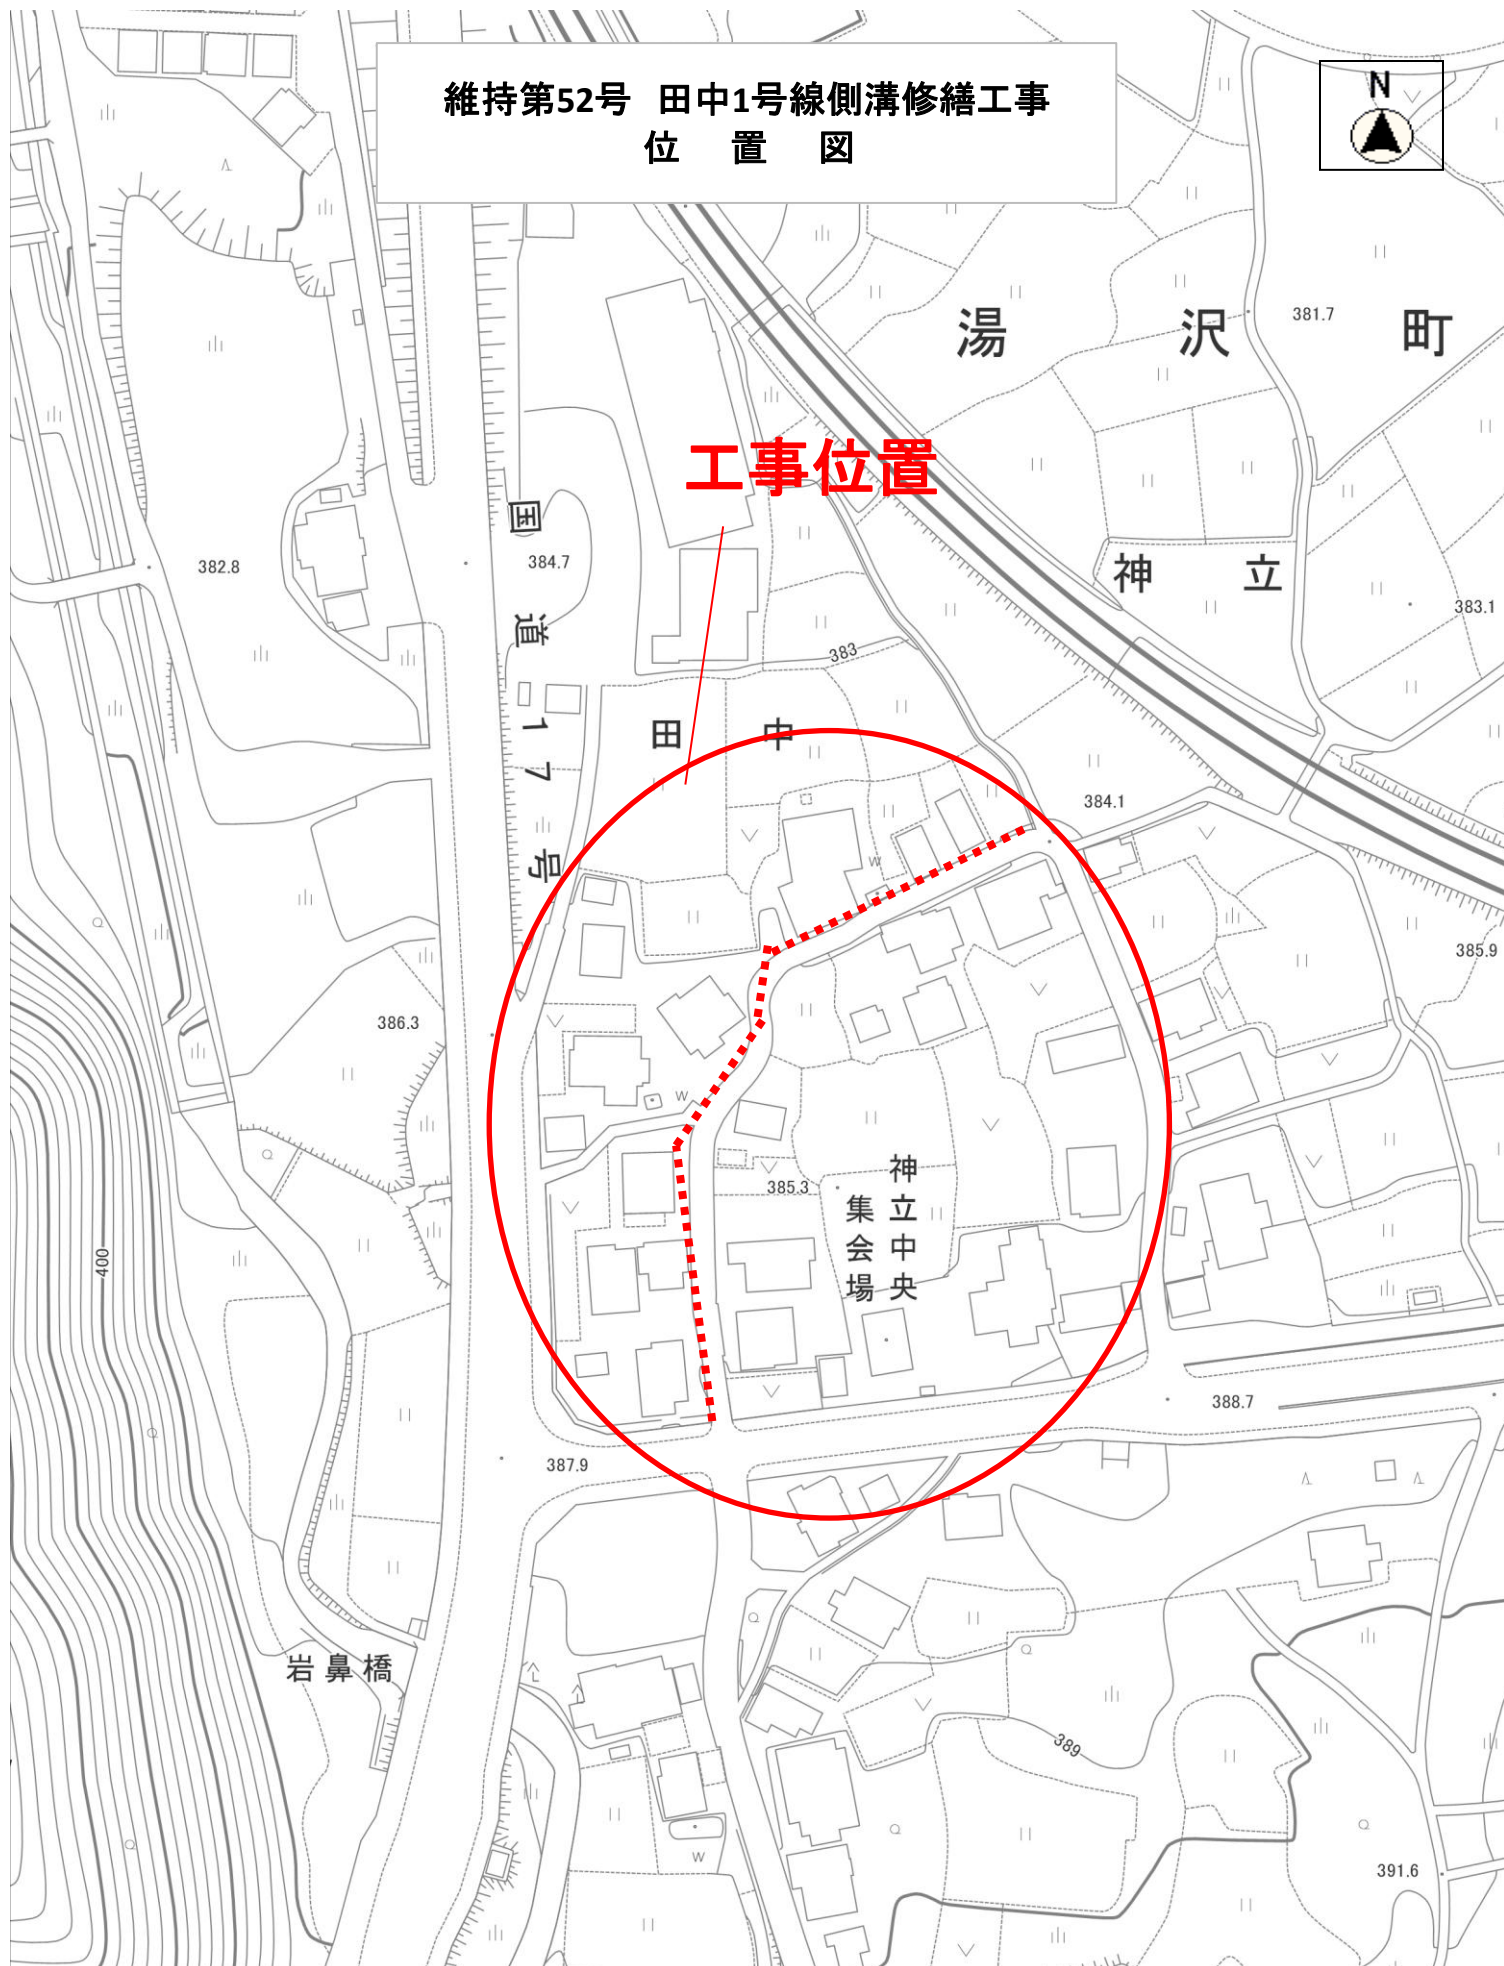 維持第52号 田中1号線側溝修繕工事
位 置 図
N
湯 沢 町
381.7
工事位置
国道17号
382.8
384.7
神 立
383.1
383
田 中
384.1
W
385.9
386.3
W
385.3
神立中央
集会場
400
388.7
387.9
岩鼻橋
389
W
391.6